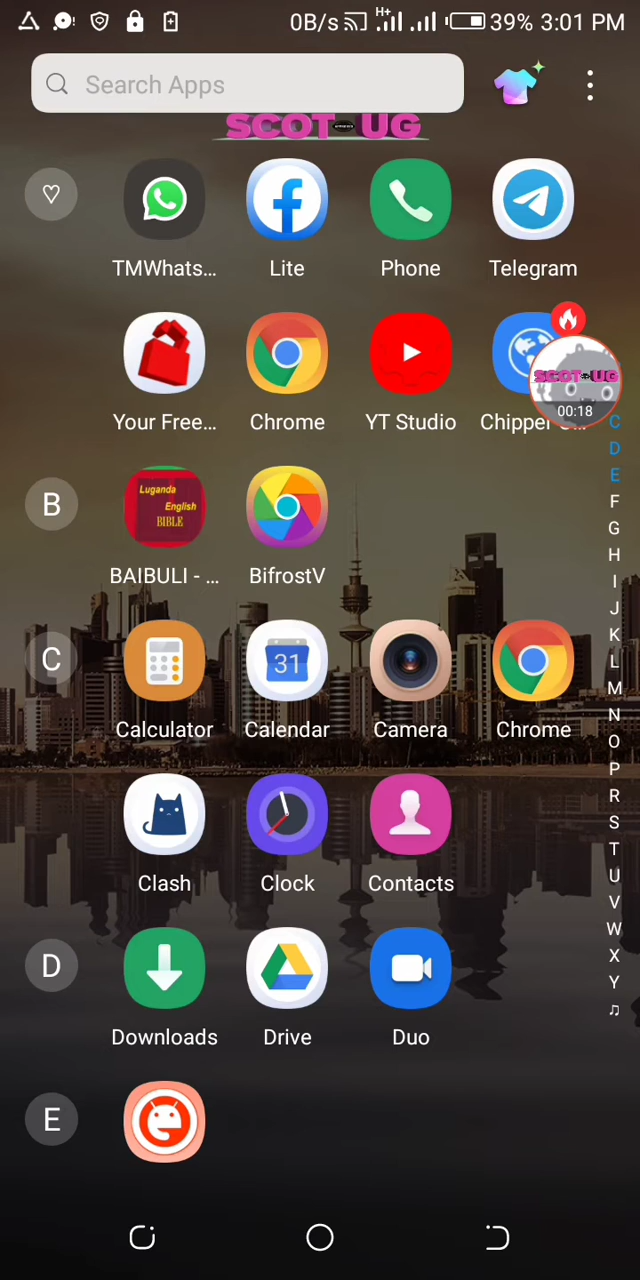 0B/s H+ 39% 3:01 PM
Search Apps
SCOT UG
TMWhats... Lite Phone Telegram
Your Free... Chrome YT Studio Chipper
SCOT UG
00:18
B
Luganda
English
BIBLE
BAIBULI - ... BifrostV
C
31
Calculator Calendar Camera Chrome
Clash Clock Contacts
D
Downloads Drive Duo
E
C
D
E
F
G
H
I
J
K
L
M
N
O
P
R
S
T
U
V
W
X
Y